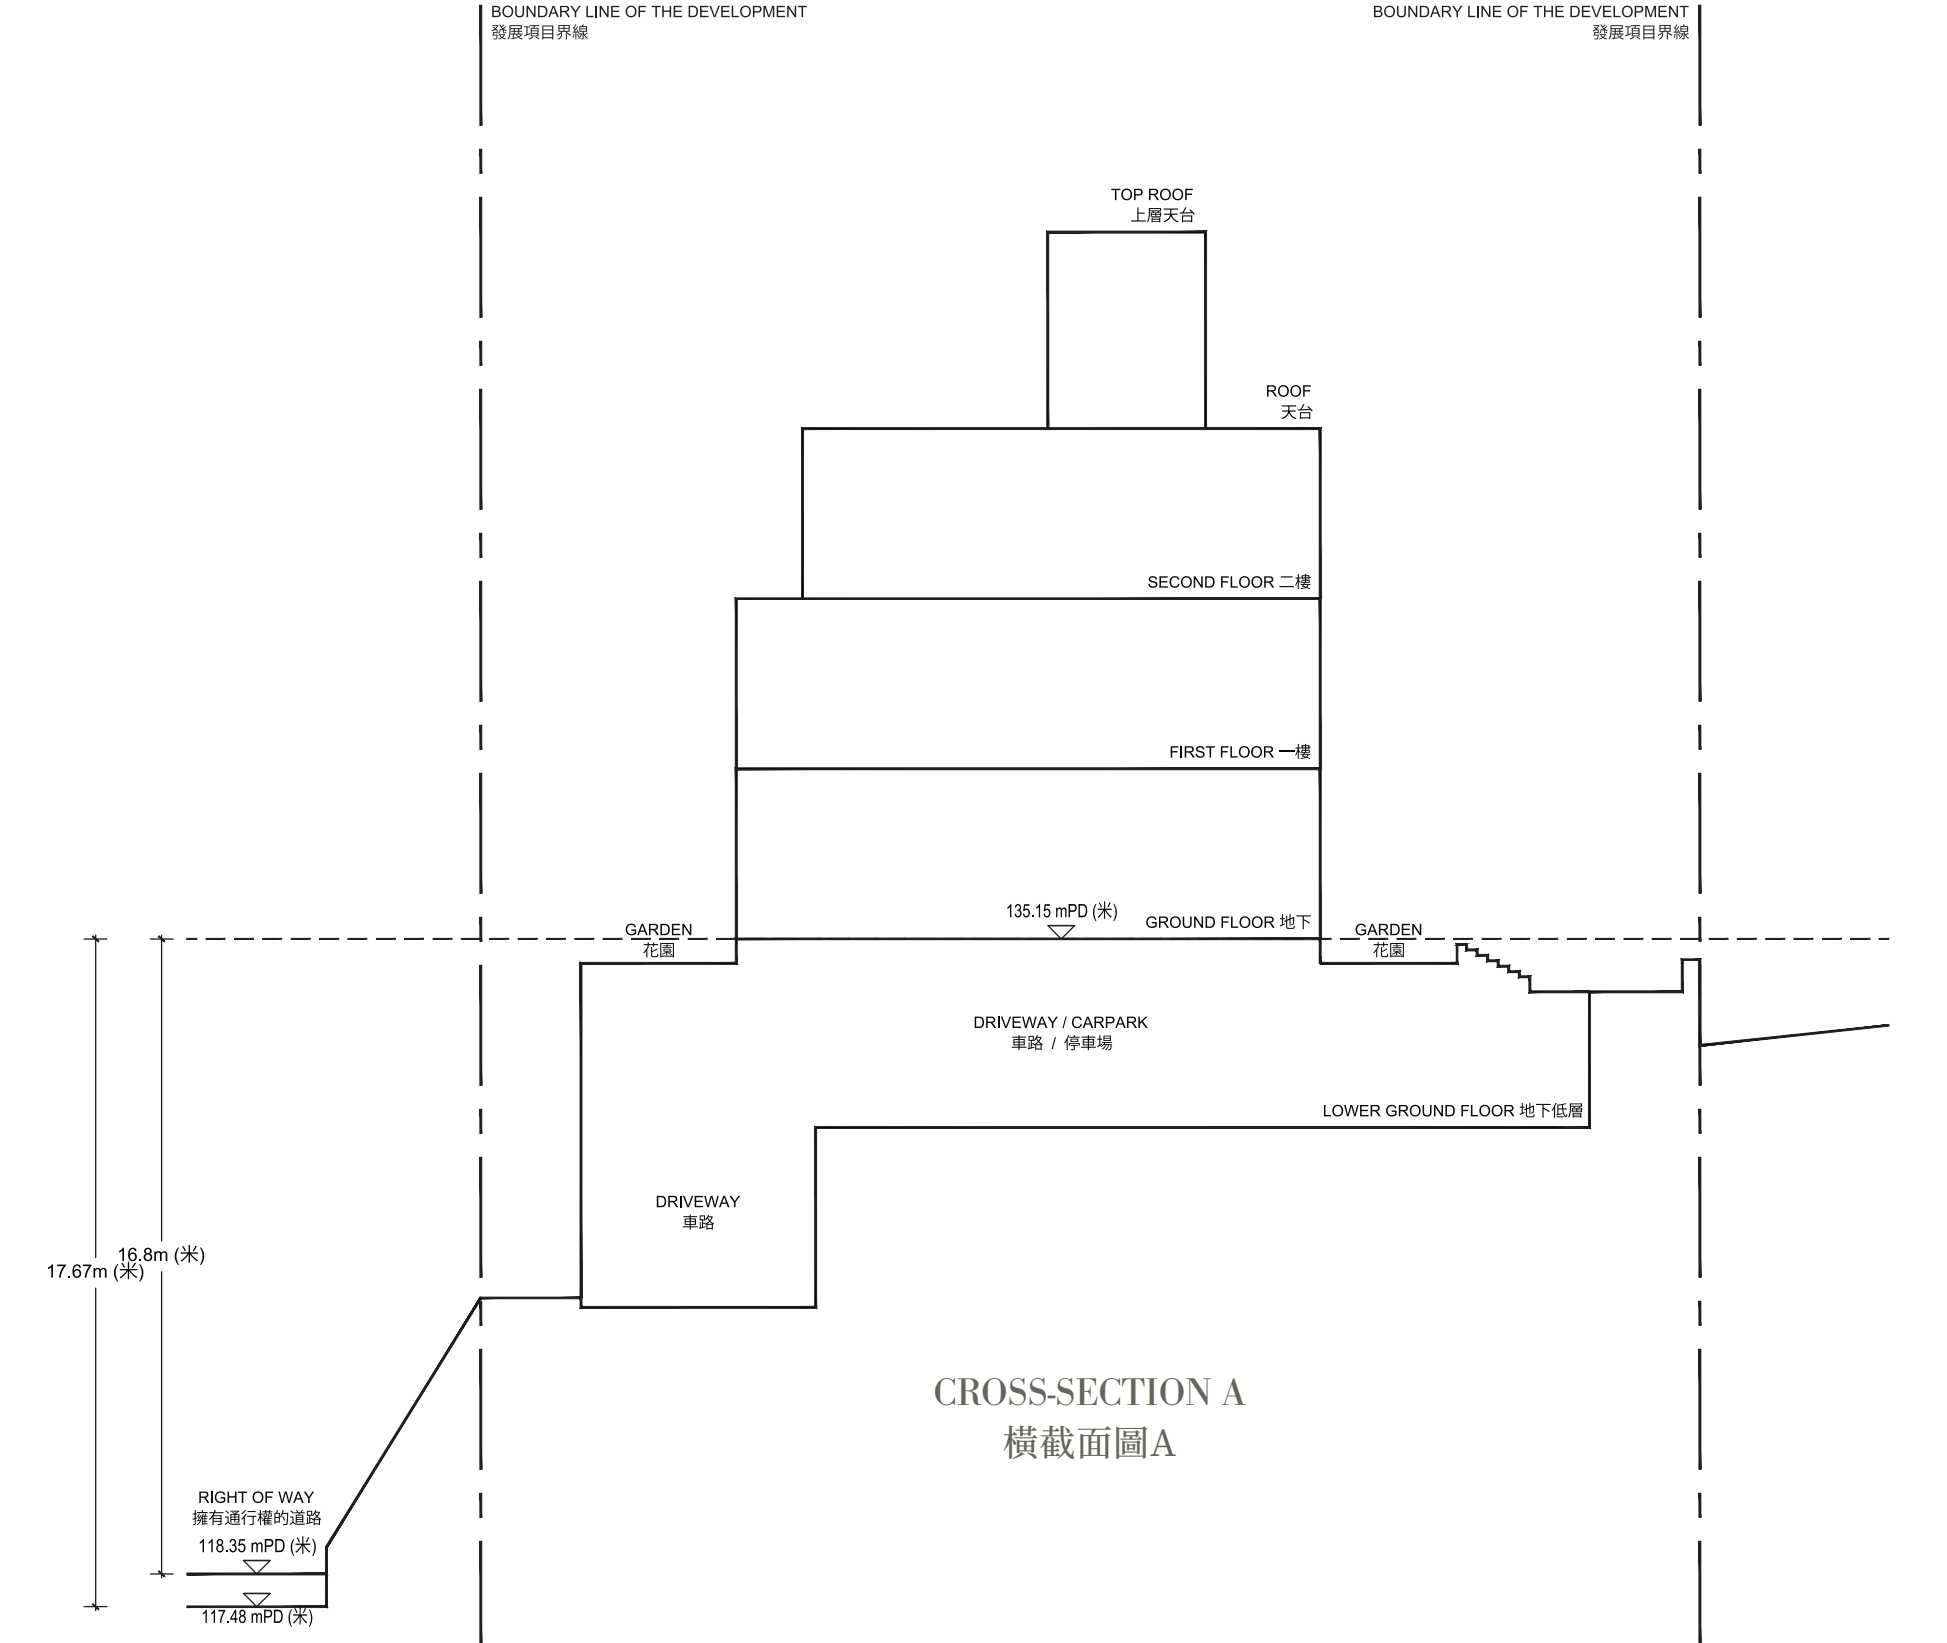 BOUNDARY LINE OF THE DEVELOPMENT
發展項目界線
BOUNDARY LINE OF THE DEVELOPMENT
發展項目界線
TOP ROOF
上層天台
ROOF
天台
SECOND FLOOR 二樓
FIRST FLOOR 一樓
135.15 mPD (米)
GROUND FLOOR 地下
GARDEN
花園
GARDEN
花園
DRIVEWAY / CARPARK
車路 / 停車場
LOWER GROUND FLOOR 地下低層
DRIVEWAY
車路
16.8m (米)
17.67m (米)
CROSS-SECTION A
橫截面圖A
RIGHT OF WAY
擁有通行權的道路
118.35 mPD (米)
117.48 mPD (米)